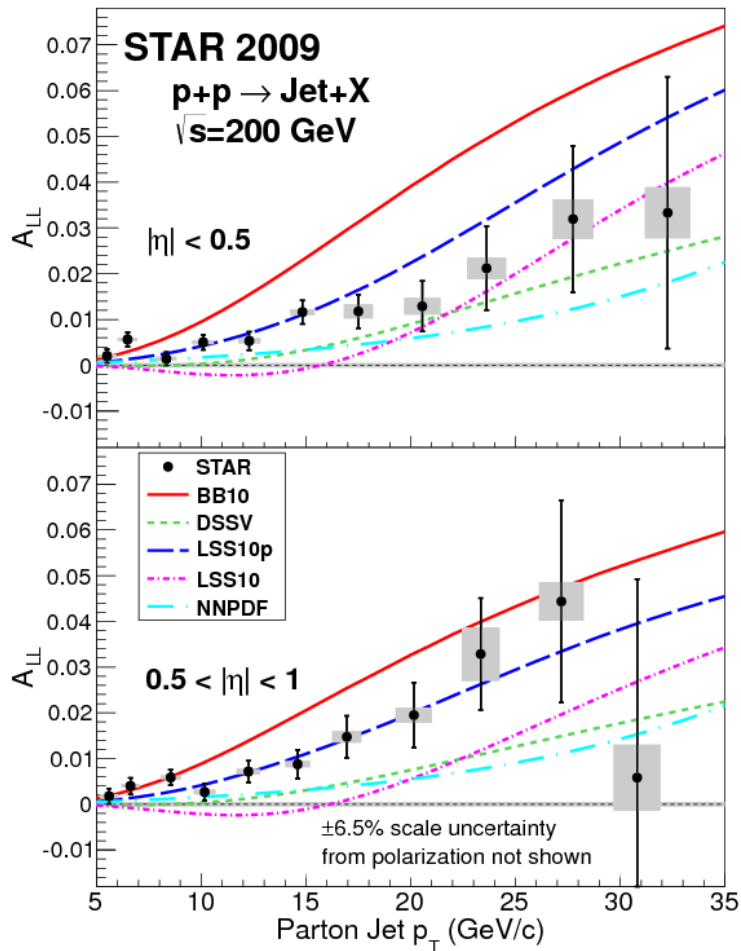 STAR 2009
p+p → Jet+X
√s=200 GeV
|η| < 0.5
A_LL
0.07
0.06
0.05
0.04
0.03
0.02
0.01
0
-0.01
STAR
BB10
DSSV
LSS10p
LSS10
NNPDF
0.5 < |η| < 1
±6.5% scale uncertainty
from polarization not shown
A_LL
0.07
0.06
0.05
0.04
0.03
0.02
0.01
0
-0.01
5 10 15 20 25 30 35
Parton Jet p_T (GeV/c)